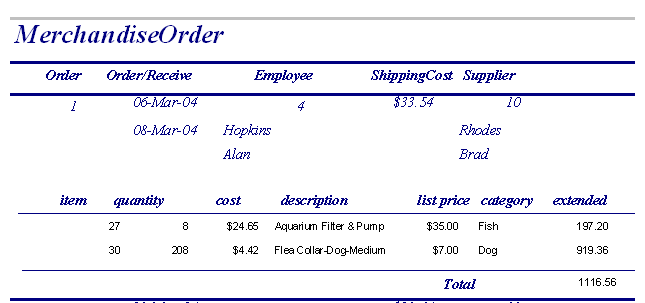 MerchandiseOrder
Order Order/Receive Employee ShippingCost Supplier
1 06-Mar-04 4 $33.54 10
08-Mar-04 Hopkins Rhodes
Alan Brad
item quantity cost description list price category extended
27 8 $24.65 Aquarium Filter & Pump $35.00 Fish 197.20
30 208 $4.42 Flea Collar-Dog-Medium $7.00 Dog 919.36
Total 1116.56